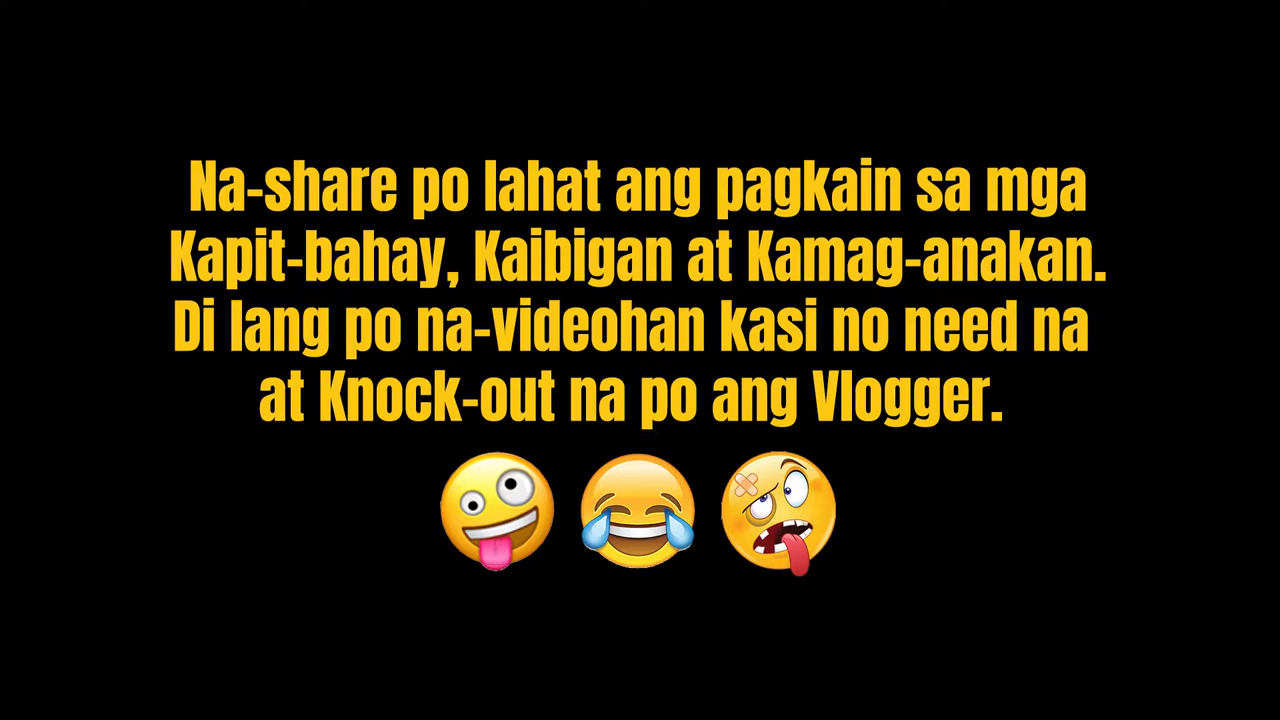 Na-share po lahat ang pagkain sa mga
Kapit-bahay, Kaibigan at Kamag-anakan.
Di lang po na-videohan kasi no need na
at Knock-out na po ang Vlogger.